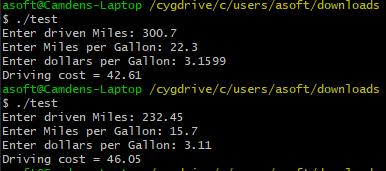 asoft@Camdens-Laptop /cygdrive/c/users/asoft/downloads
$ ./test
Enter driven Miles: 300.7
Enter Miles per Gallon: 22.3
Enter dollars per Gallon: 3.1599
Driving cost = 42.61
asoft@Camdens-Laptop /cygdrive/c/users/asoft/downloads
$ ./test
Enter driven Miles: 232.45
Enter Miles per Gallon: 15.7
Enter dollars per Gallon: 3.11
Driving cost = 46.05